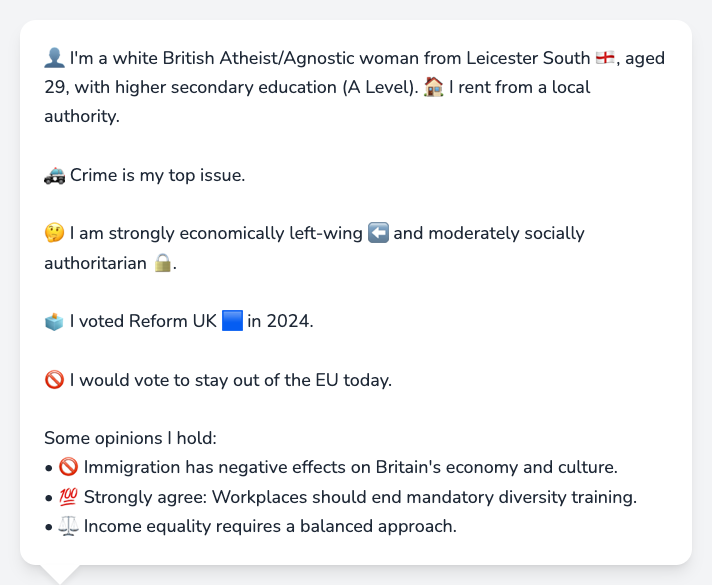 👤 I'm a white British Atheist/Agnostic woman from Leicester South 🏴󠁧󠁢󠁥󠁮󠁧󠁿, aged
29, with higher secondary education (A Level). 🏠 I rent from a local
authority.
🚓 Crime is my top issue.
🤔 I am strongly economically left-wing ⬅️ and moderately socially
authoritarian 🔒.
🗳️ I voted Reform UK 🟦 in 2024.
🚫 I would vote to stay out of the EU today.
Some opinions I hold:
• 🚫 Immigration has negative effects on Britain's economy and culture.
• 💯 Strongly agree: Workplaces should end mandatory diversity training.
• ⚖️ Income equality requires a balanced approach.